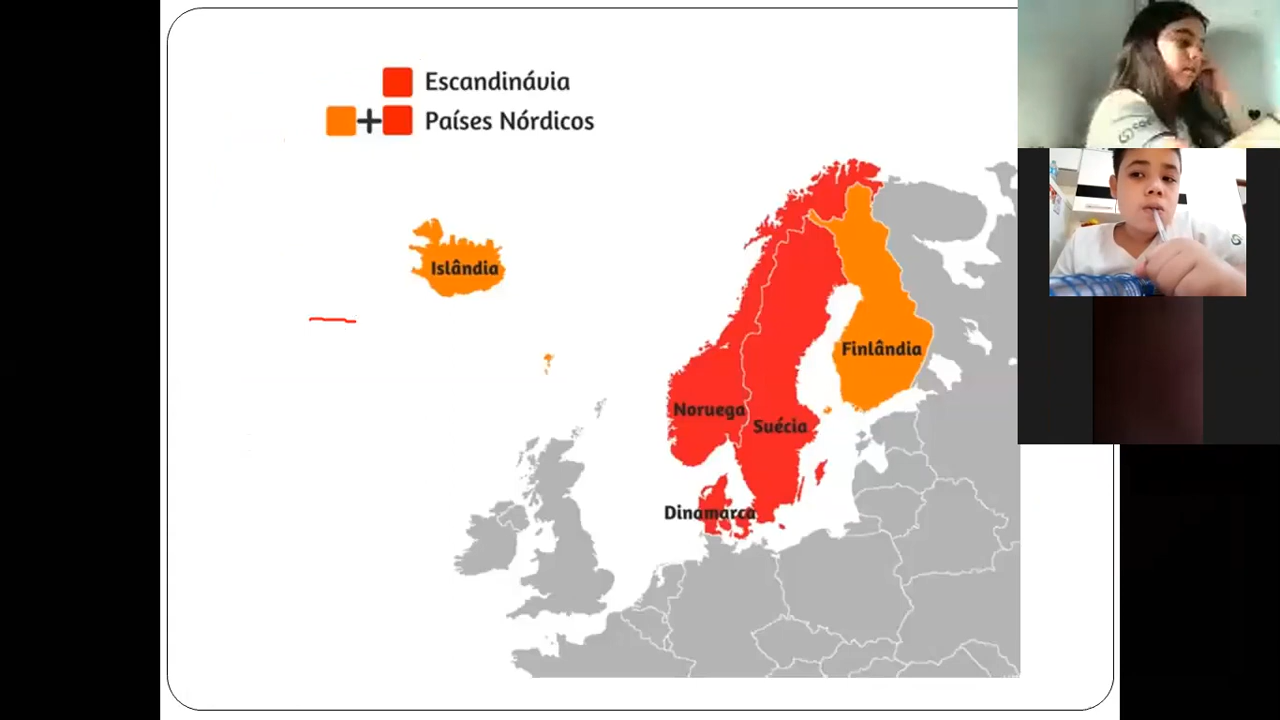 Escandinávia
+ Países Nórdicos
Islândia
Finlândia
Noruega
Suécia
Dinamarca